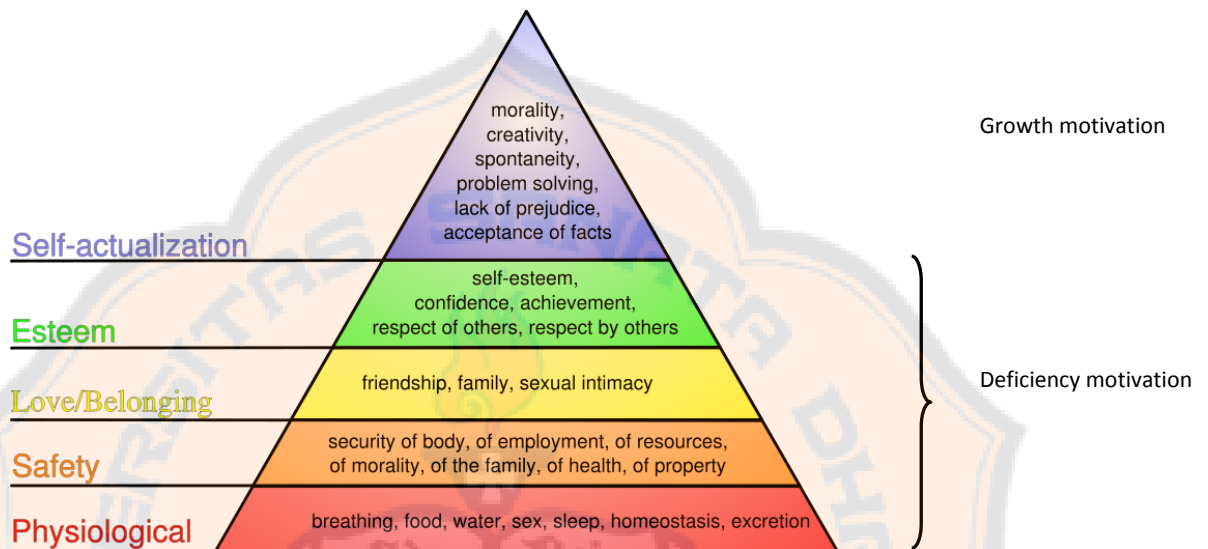 morality,
creativity,
spontaneity,
problem solving,
lack of prejudice,
acceptance of facts
Growth motivation
Self-actualization
self-esteem,
confidence, achievement,
respect of others, respect by others
Esteem
friendship, family, sexual intimacy
Love/Belonging
Deficiency motivation
security of body, of employment, of resources,
of morality, of the family, of health, of property
Safety
breathing, food, water, sex, sleep, homeostasis, excretion
Physiological
ERSITAS SANATA DH